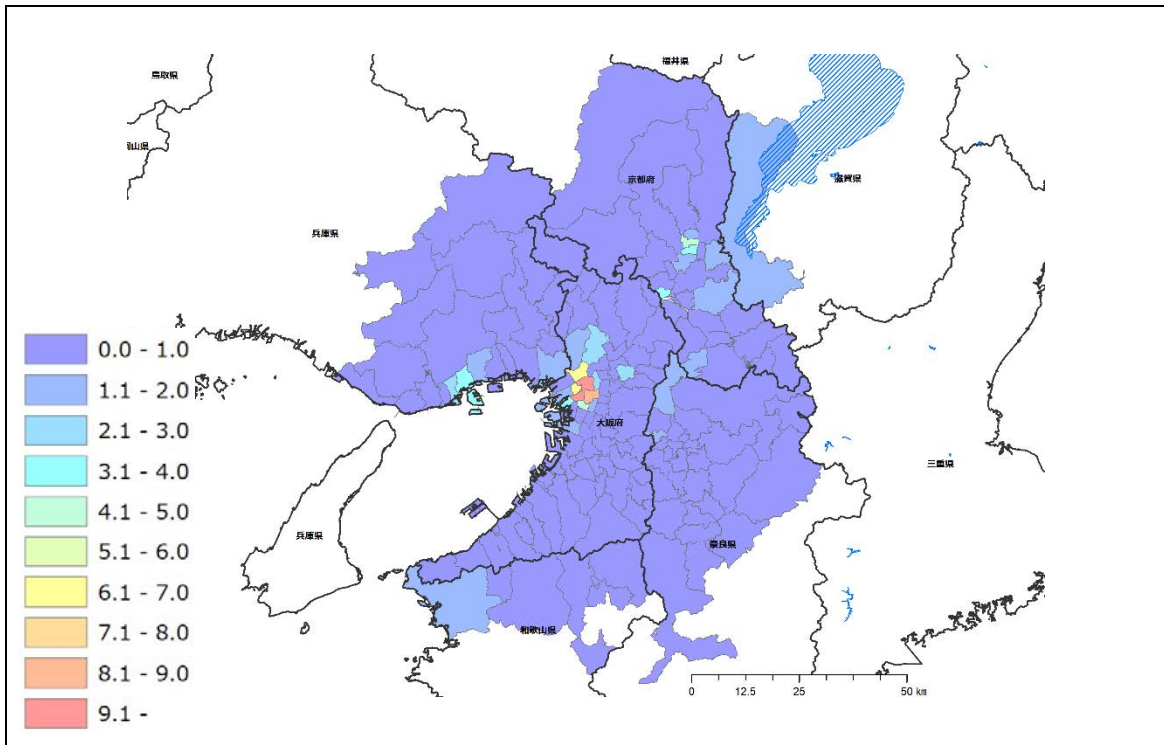 福井県
鳥取県
山県
京都府
滋賀県
兵庫県
0.0 - 1.0
1.1 - 2.0
2.1 - 3.0
3.1 - 4.0
4.1 - 5.0
5.1 - 6.0
6.1 - 7.0
7.1 - 8.0
8.1 - 9.0
9.1 -
大阪府
三重県
兵庫県
奈良県
和歌山県
0 12.5 25 50 km